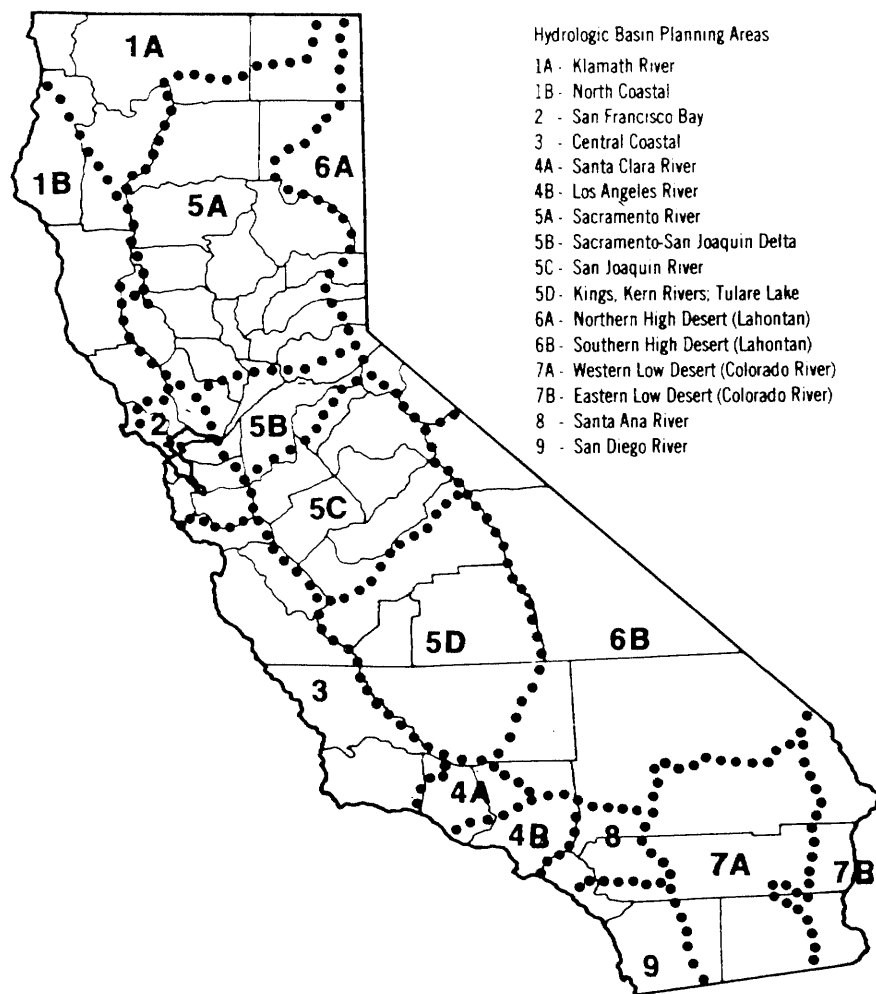 Hydrologic Basin Planning Areas
1A - Klamath River
1B - North Coastal
2 - San Francisco Bay
3 - Central Coastal
4A - Santa Clara River
4B - Los Angeles River
5A - Sacramento River
5B - Sacramento-San Joaquin Delta
5C - San Joaquin River
5D - Kings, Kern Rivers; Tulare Lake
6A - Northern High Desert (Lahontan)
6B - Southern High Desert (Lahontan)
7A - Western Low Desert (Colorado River)
7B - Eastern Low Desert (Colorado River)
8 - Santa Ana River
9 - San Diego River
1A
1B
6A
5A
2
5B
5C
5D
6B
3
4A
4B
8
7A
7B
9